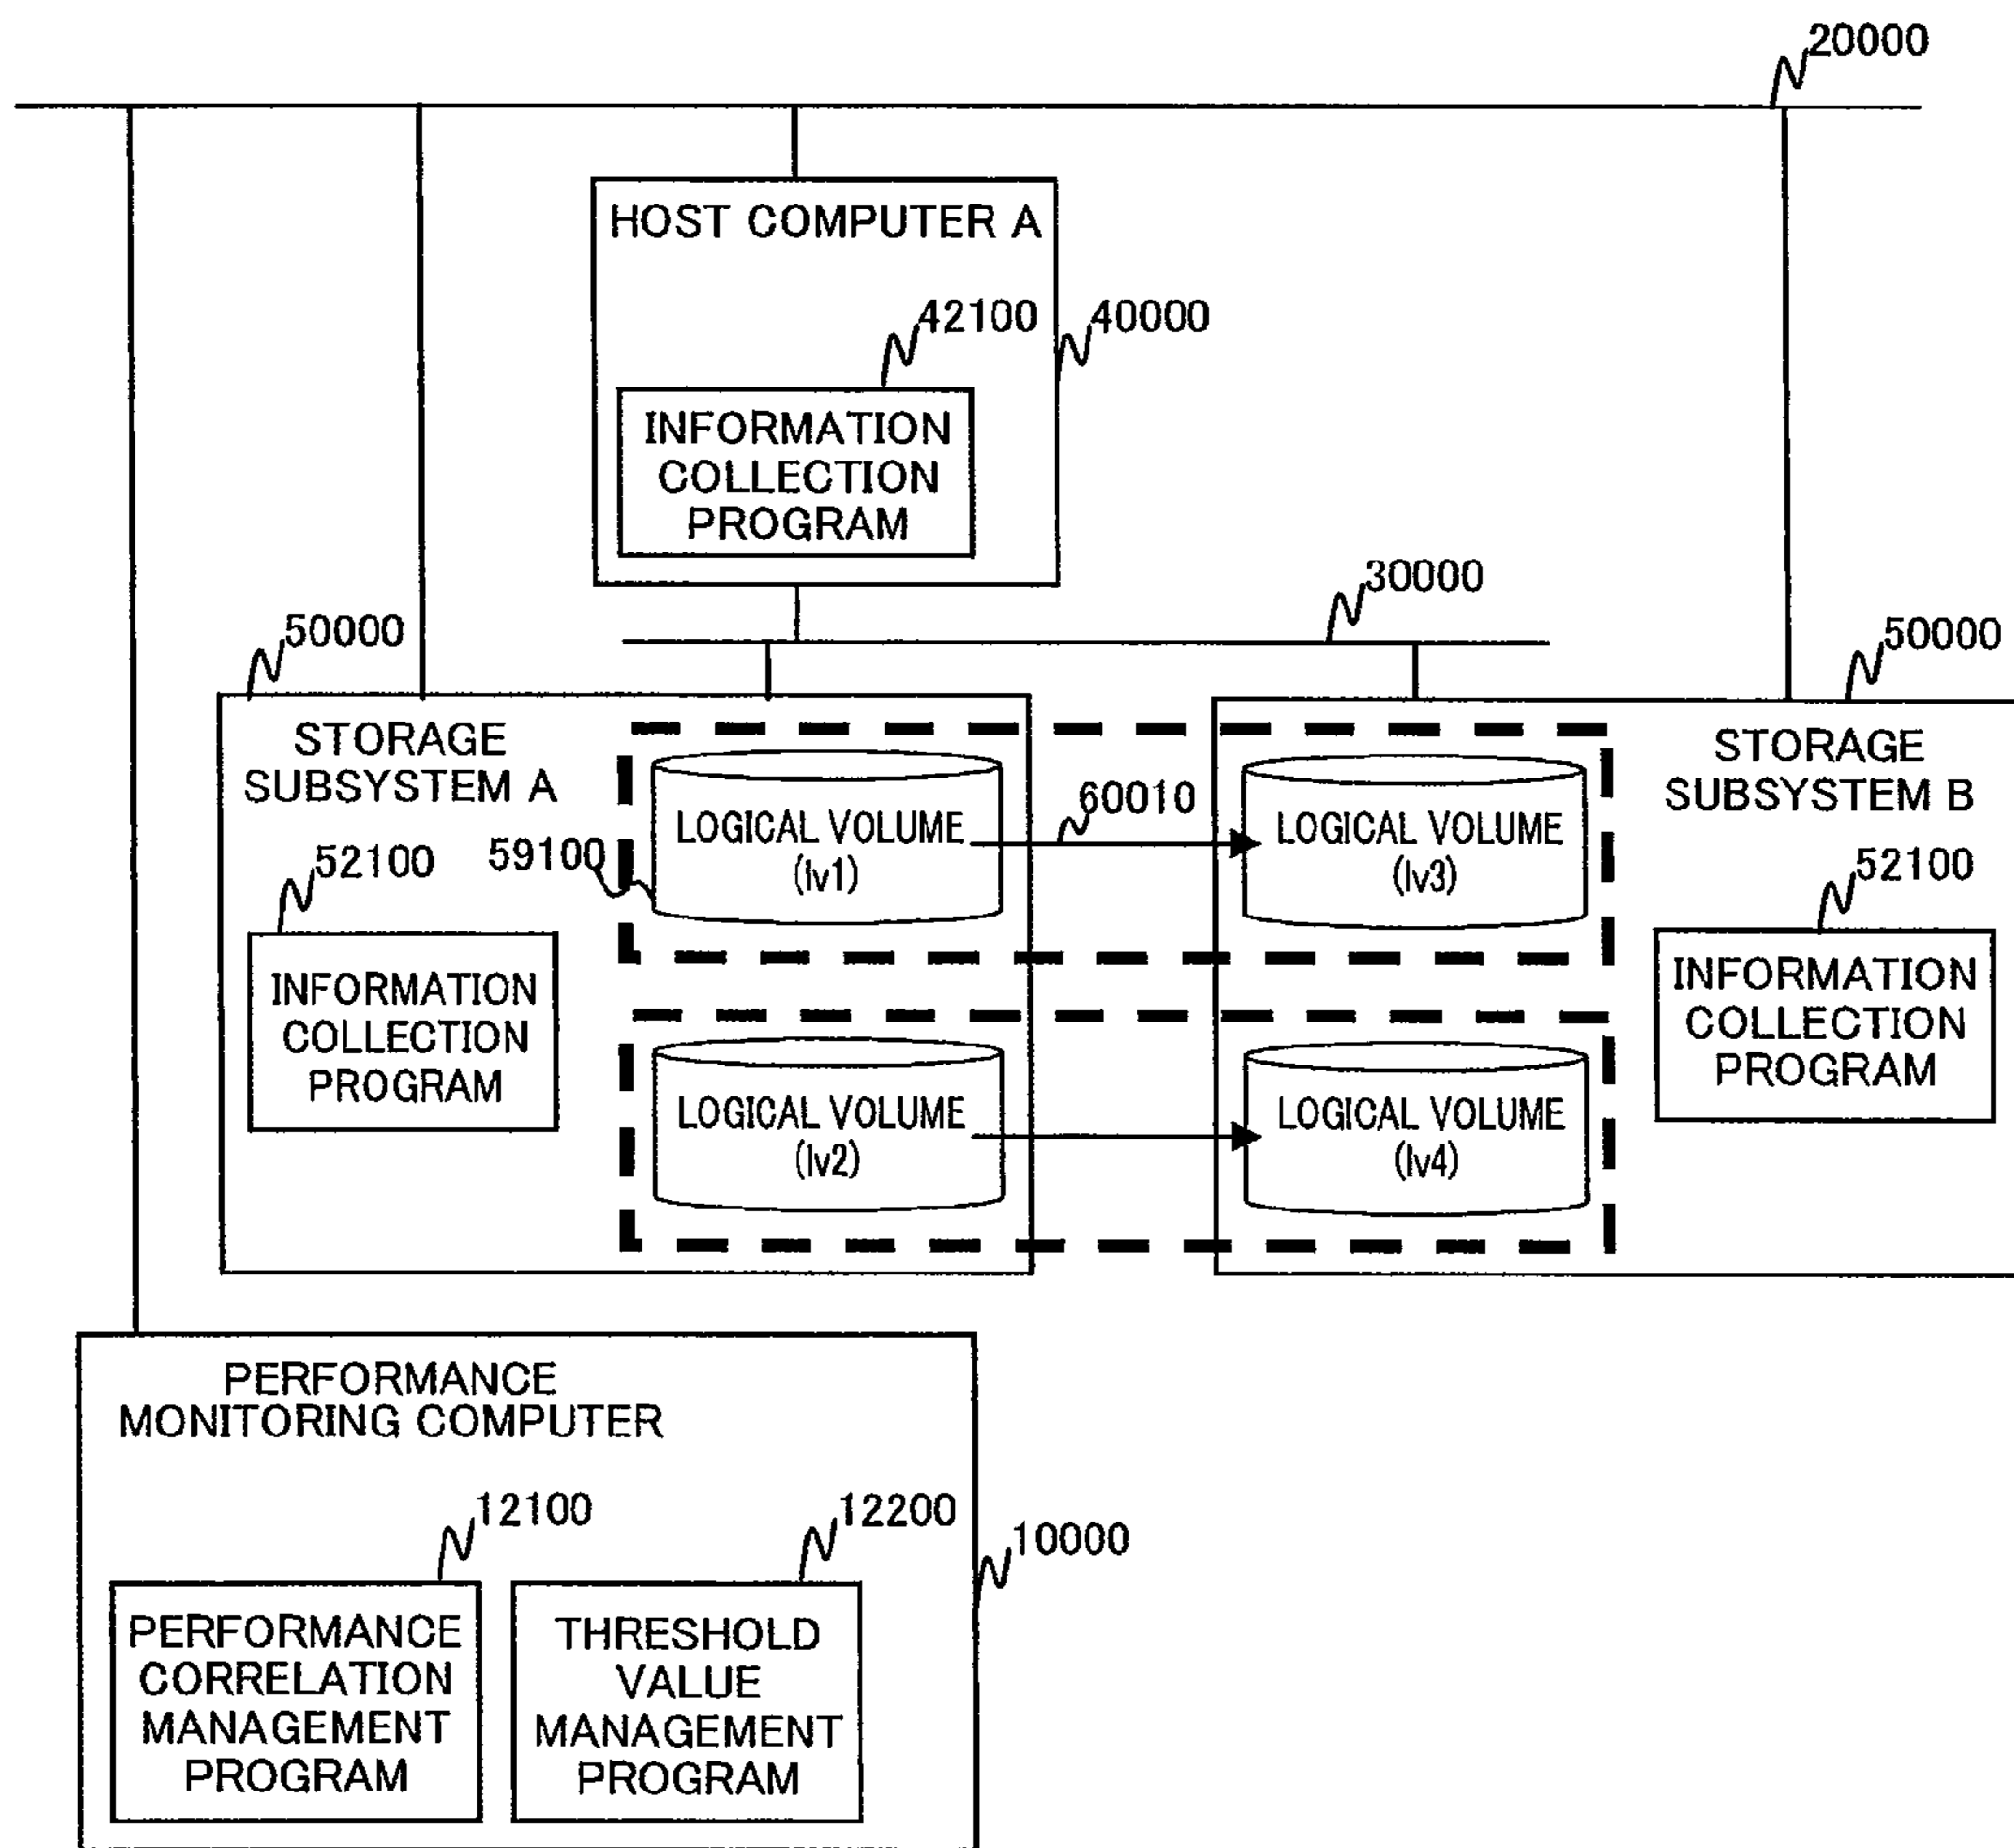 20000
HOST COMPUTER A
42100
40000
INFORMATION
COLLECTION
PROGRAM
30000
50000
50000
STORAGE
SUBSYSTEM A
STORAGE
SUBSYSTEM B
LOGICAL VOLUME
(lv1)
60010
LOGICAL VOLUME
(lv3)
59100
52100
52100
INFORMATION
COLLECTION
PROGRAM
INFORMATION
COLLECTION
PROGRAM
LOGICAL VOLUME
(lv2)
LOGICAL VOLUME
(lv4)
PERFORMANCE
MONITORING COMPUTER
12100
12200
10000
PERFORMANCE
CORRELATION
MANAGEMENT
PROGRAM
THRESHOLD
VALUE
MANAGEMENT
PROGRAM